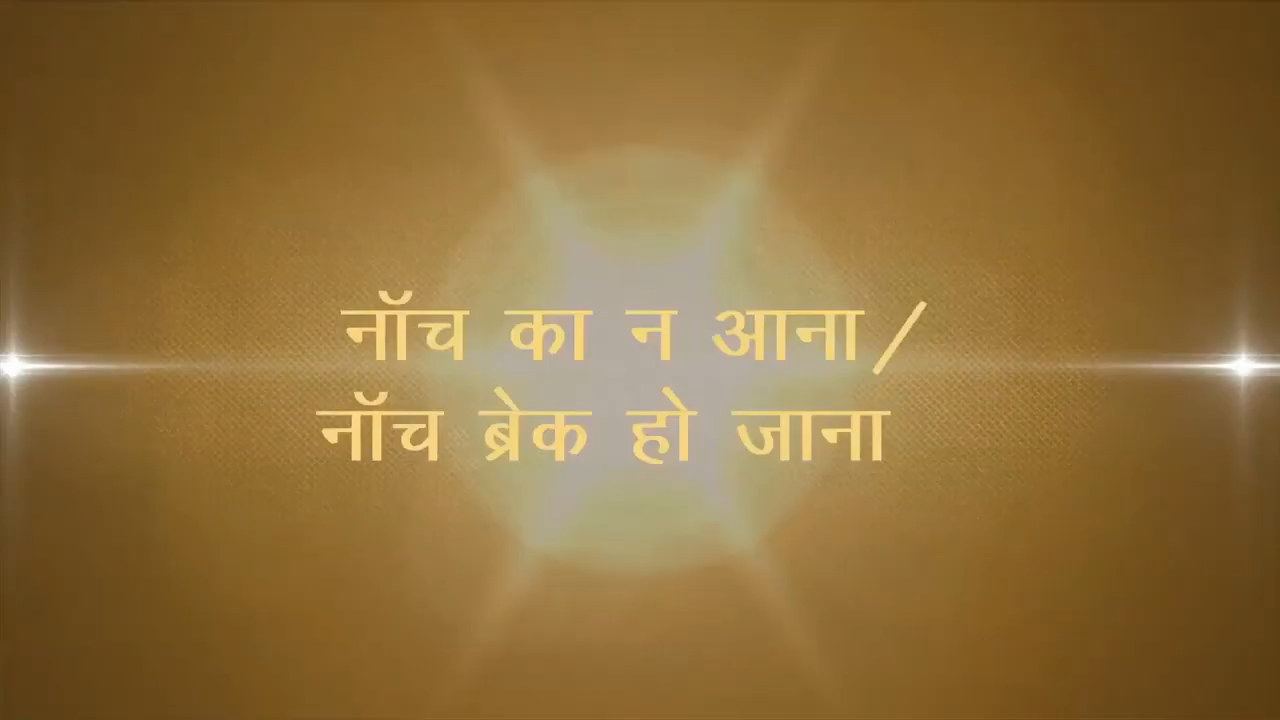 नॉच का न आना/
नॉच ब्रेक हो जाना